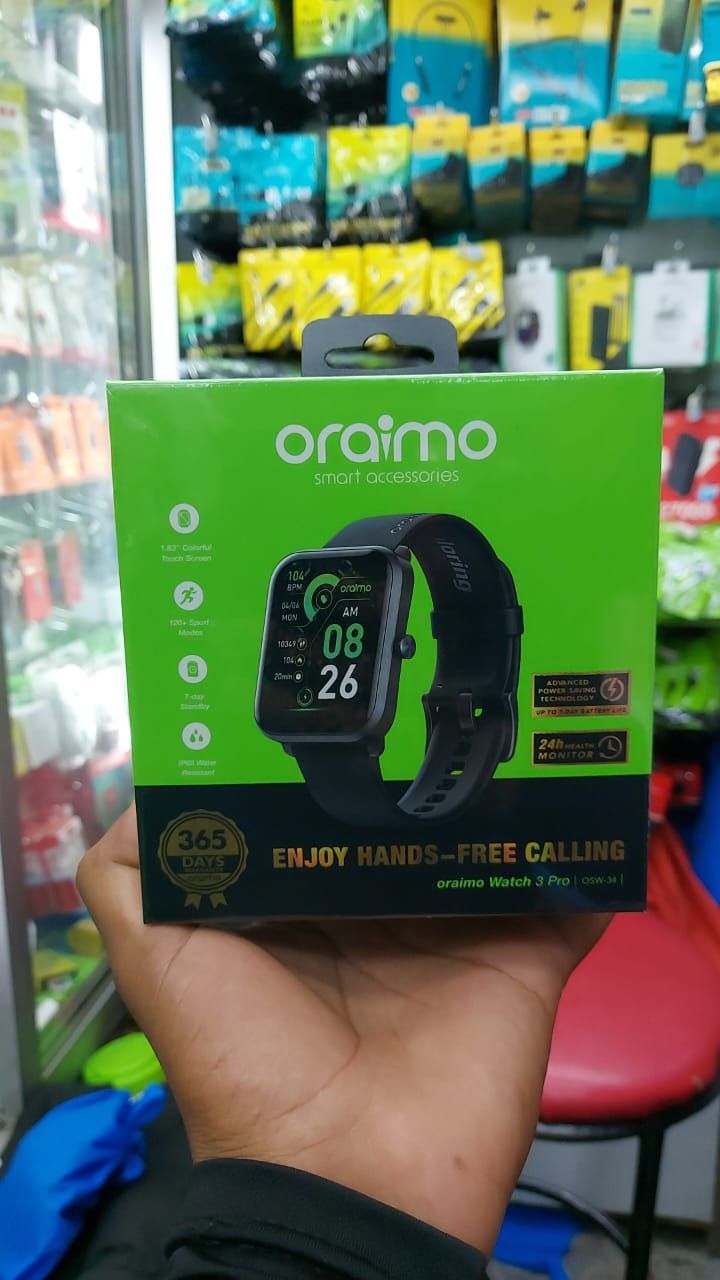 oraimo
smart accessories
1.83" Colorful
Touch Screen
120+ Sport
Modes
7-day
Standby
IP68 Water
Resistant
104
BPM
oraimo
04/06
MON
AM
10349
08
104
20min
26
ADVANCED
POWER-SAVING
TECHNOLOGY
UP TO 7-DAY BATTERY LIFE
24h HEALTH
MONITOR
365
DAYS
WARRANTY
ENJOY HANDS-FREE CALLING
oraimo Watch 3 Pro | OSW-34 |